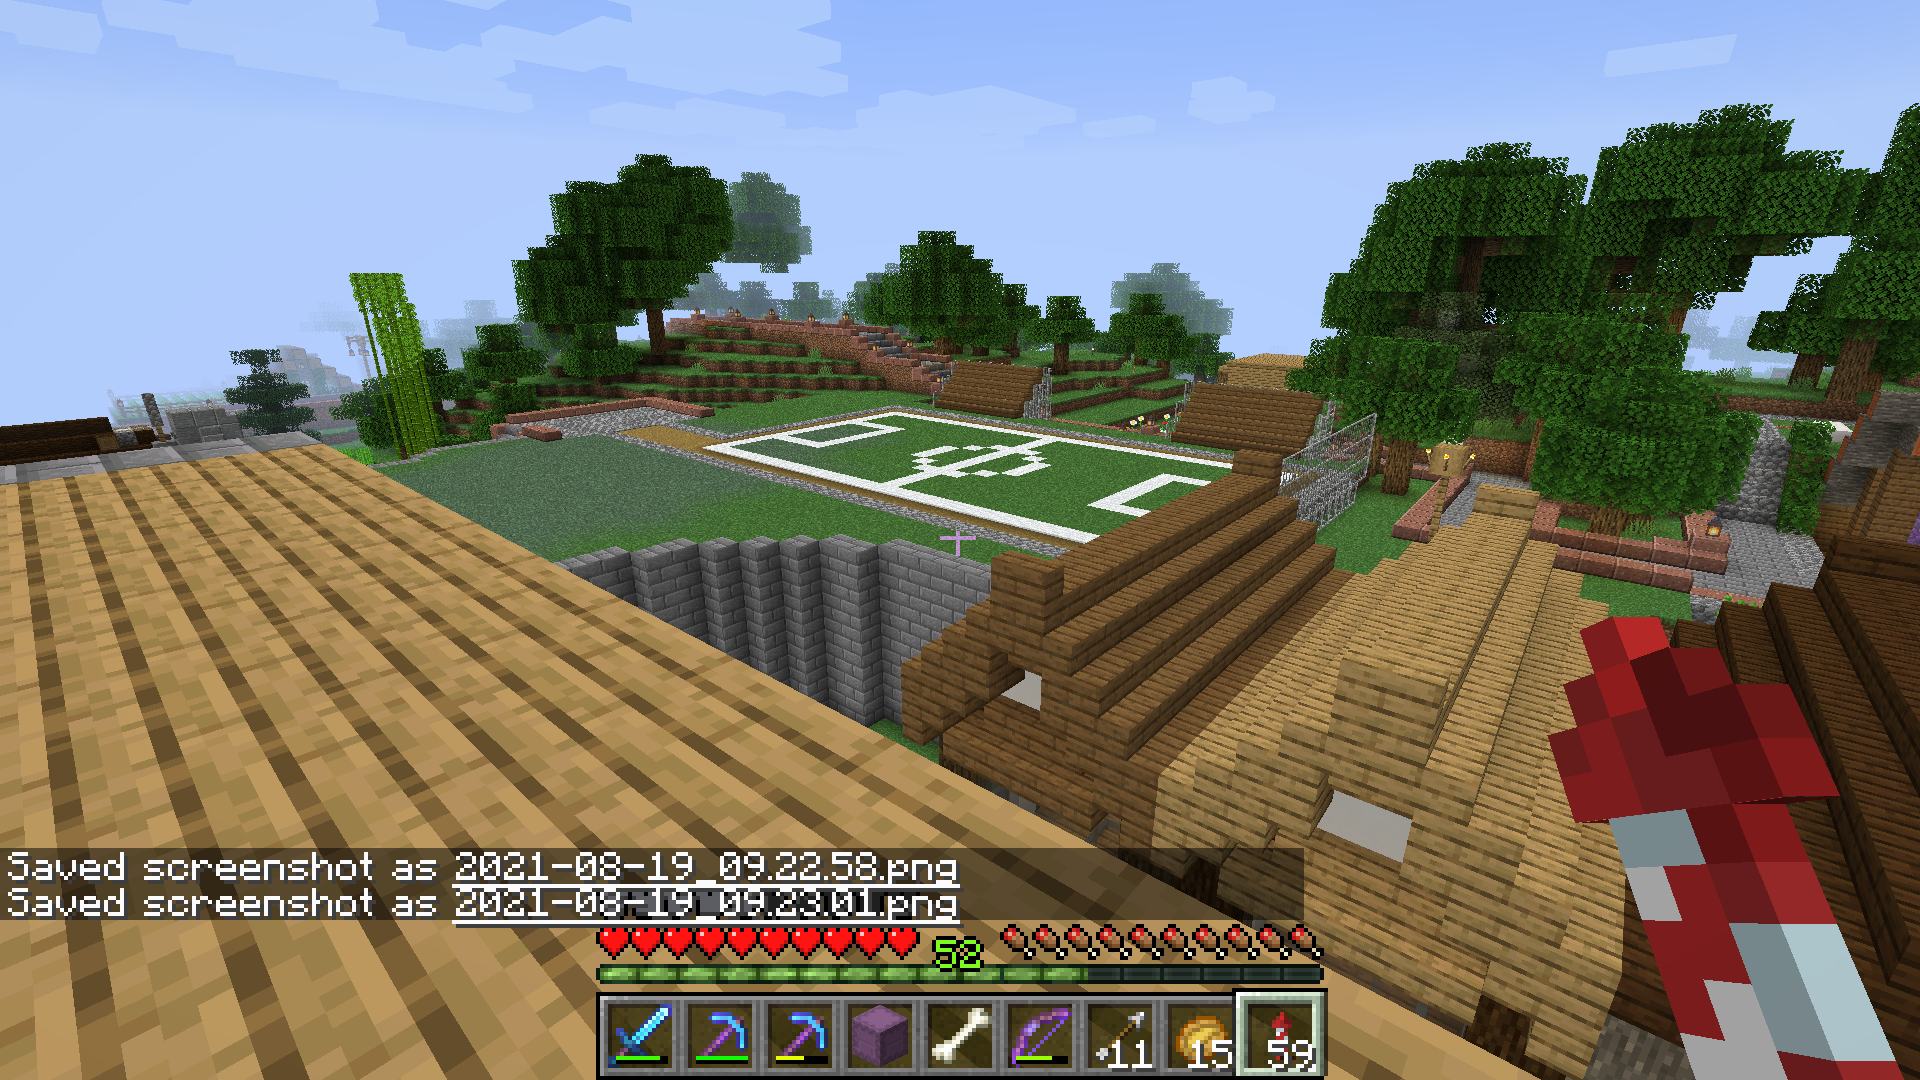 Saved screenshot as 2021-08-19_09.22.58.png
Saved screenshot as 2021-08-19_09.23.01.png
52
11 15 59